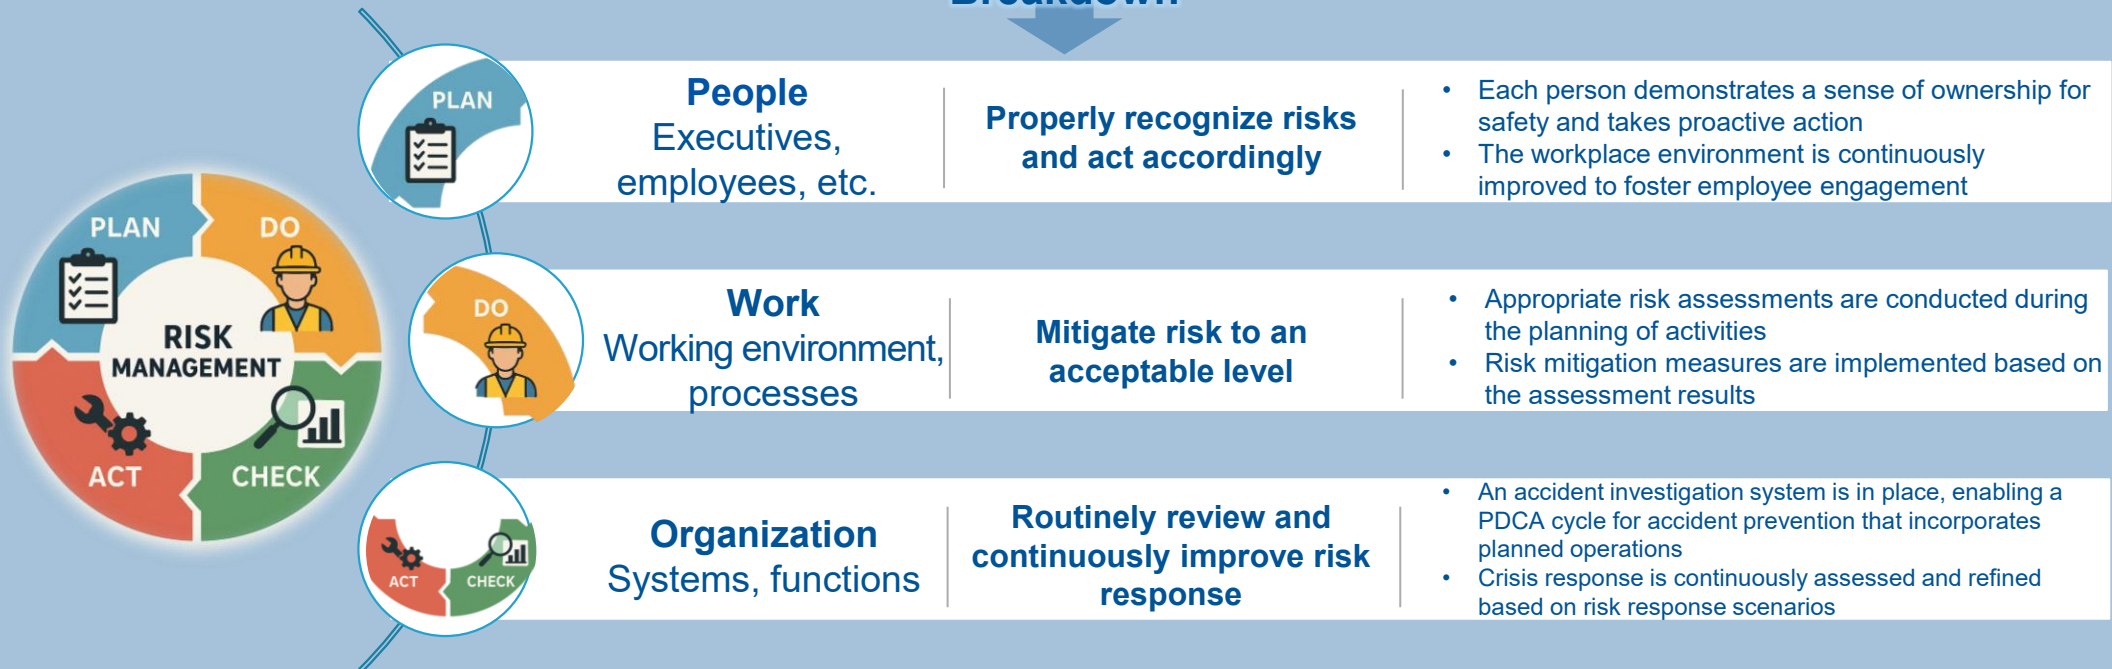 Breakdown
PLAN
DO
RISK
MANAGEMENT
ACT
CHECK
PLAN
People
Executives,
employees, etc.
Properly recognize risks
and act accordingly
• Each person demonstrates a sense of ownership for
safety and takes proactive action
• The workplace environment is continuously
improved to foster employee engagement
DO
Work
Working environment,
processes
Mitigate risk to an
acceptable level
• Appropriate risk assessments are conducted during
the planning of activities
• Risk mitigation measures are implemented based on
the assessment results
ACT
CHECK
Organization
Systems, functions
Routinely review and
continuously improve risk
response
• An accident investigation system is in place, enabling a
PDCA cycle for accident prevention that incorporates
planned operations
• Crisis response is continuously assessed and refined
based on risk response scenarios